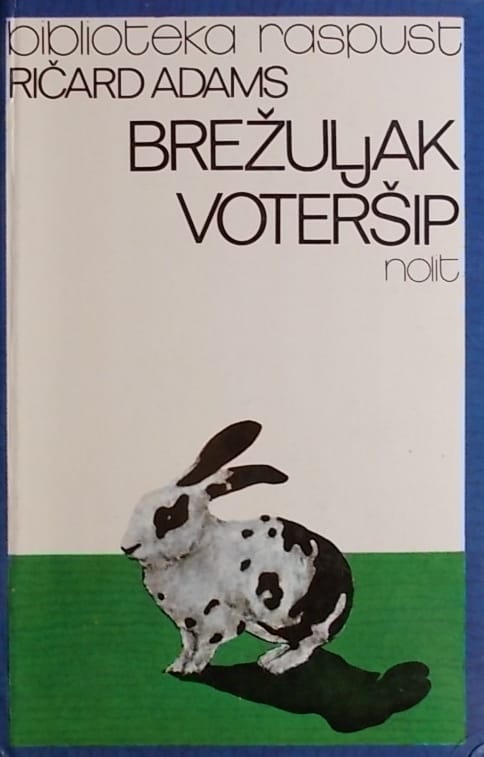 biblioteka raspust
RIČARD ADAMS
BREŽULJAK
VOTERŠIP
nolit